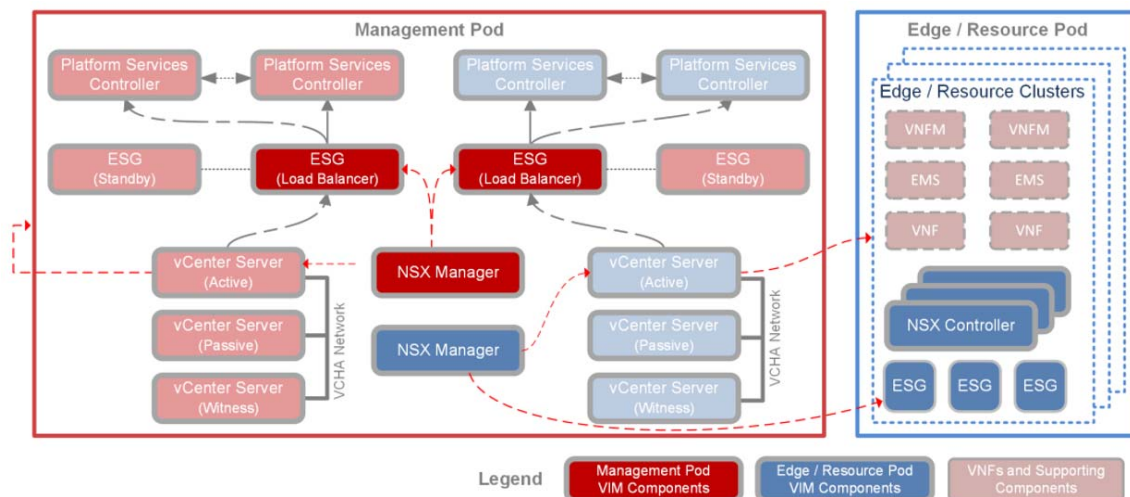 Management Pod
Edge / Resource Pod
Platform Services
Controller
Platform Services
Controller
Platform Services
Controller
Platform Services
Controller
Edge / Resource Clusters
VNFM
VNFM
ESG
(Standby)
ESG
(Load Balancer)
ESG
(Load Balancer)
ESG
(Standby)
EMS
EMS
VNF
VNF
vCenter Server
(Active)
NSX Manager
vCenter Server
(Active)
vCenter Server
(Passive)
NSX Manager
vCenter Server
(Passive)
vCenter Server
(Witness)
vCenter Server
(Witness)
VCHA Network
VCHA Network
NSX Controller
ESG
ESG
ESG
Legend
Management Pod
VIM Components
Edge / Resource Pod
VIM Components
VNFs and Supporting
Components